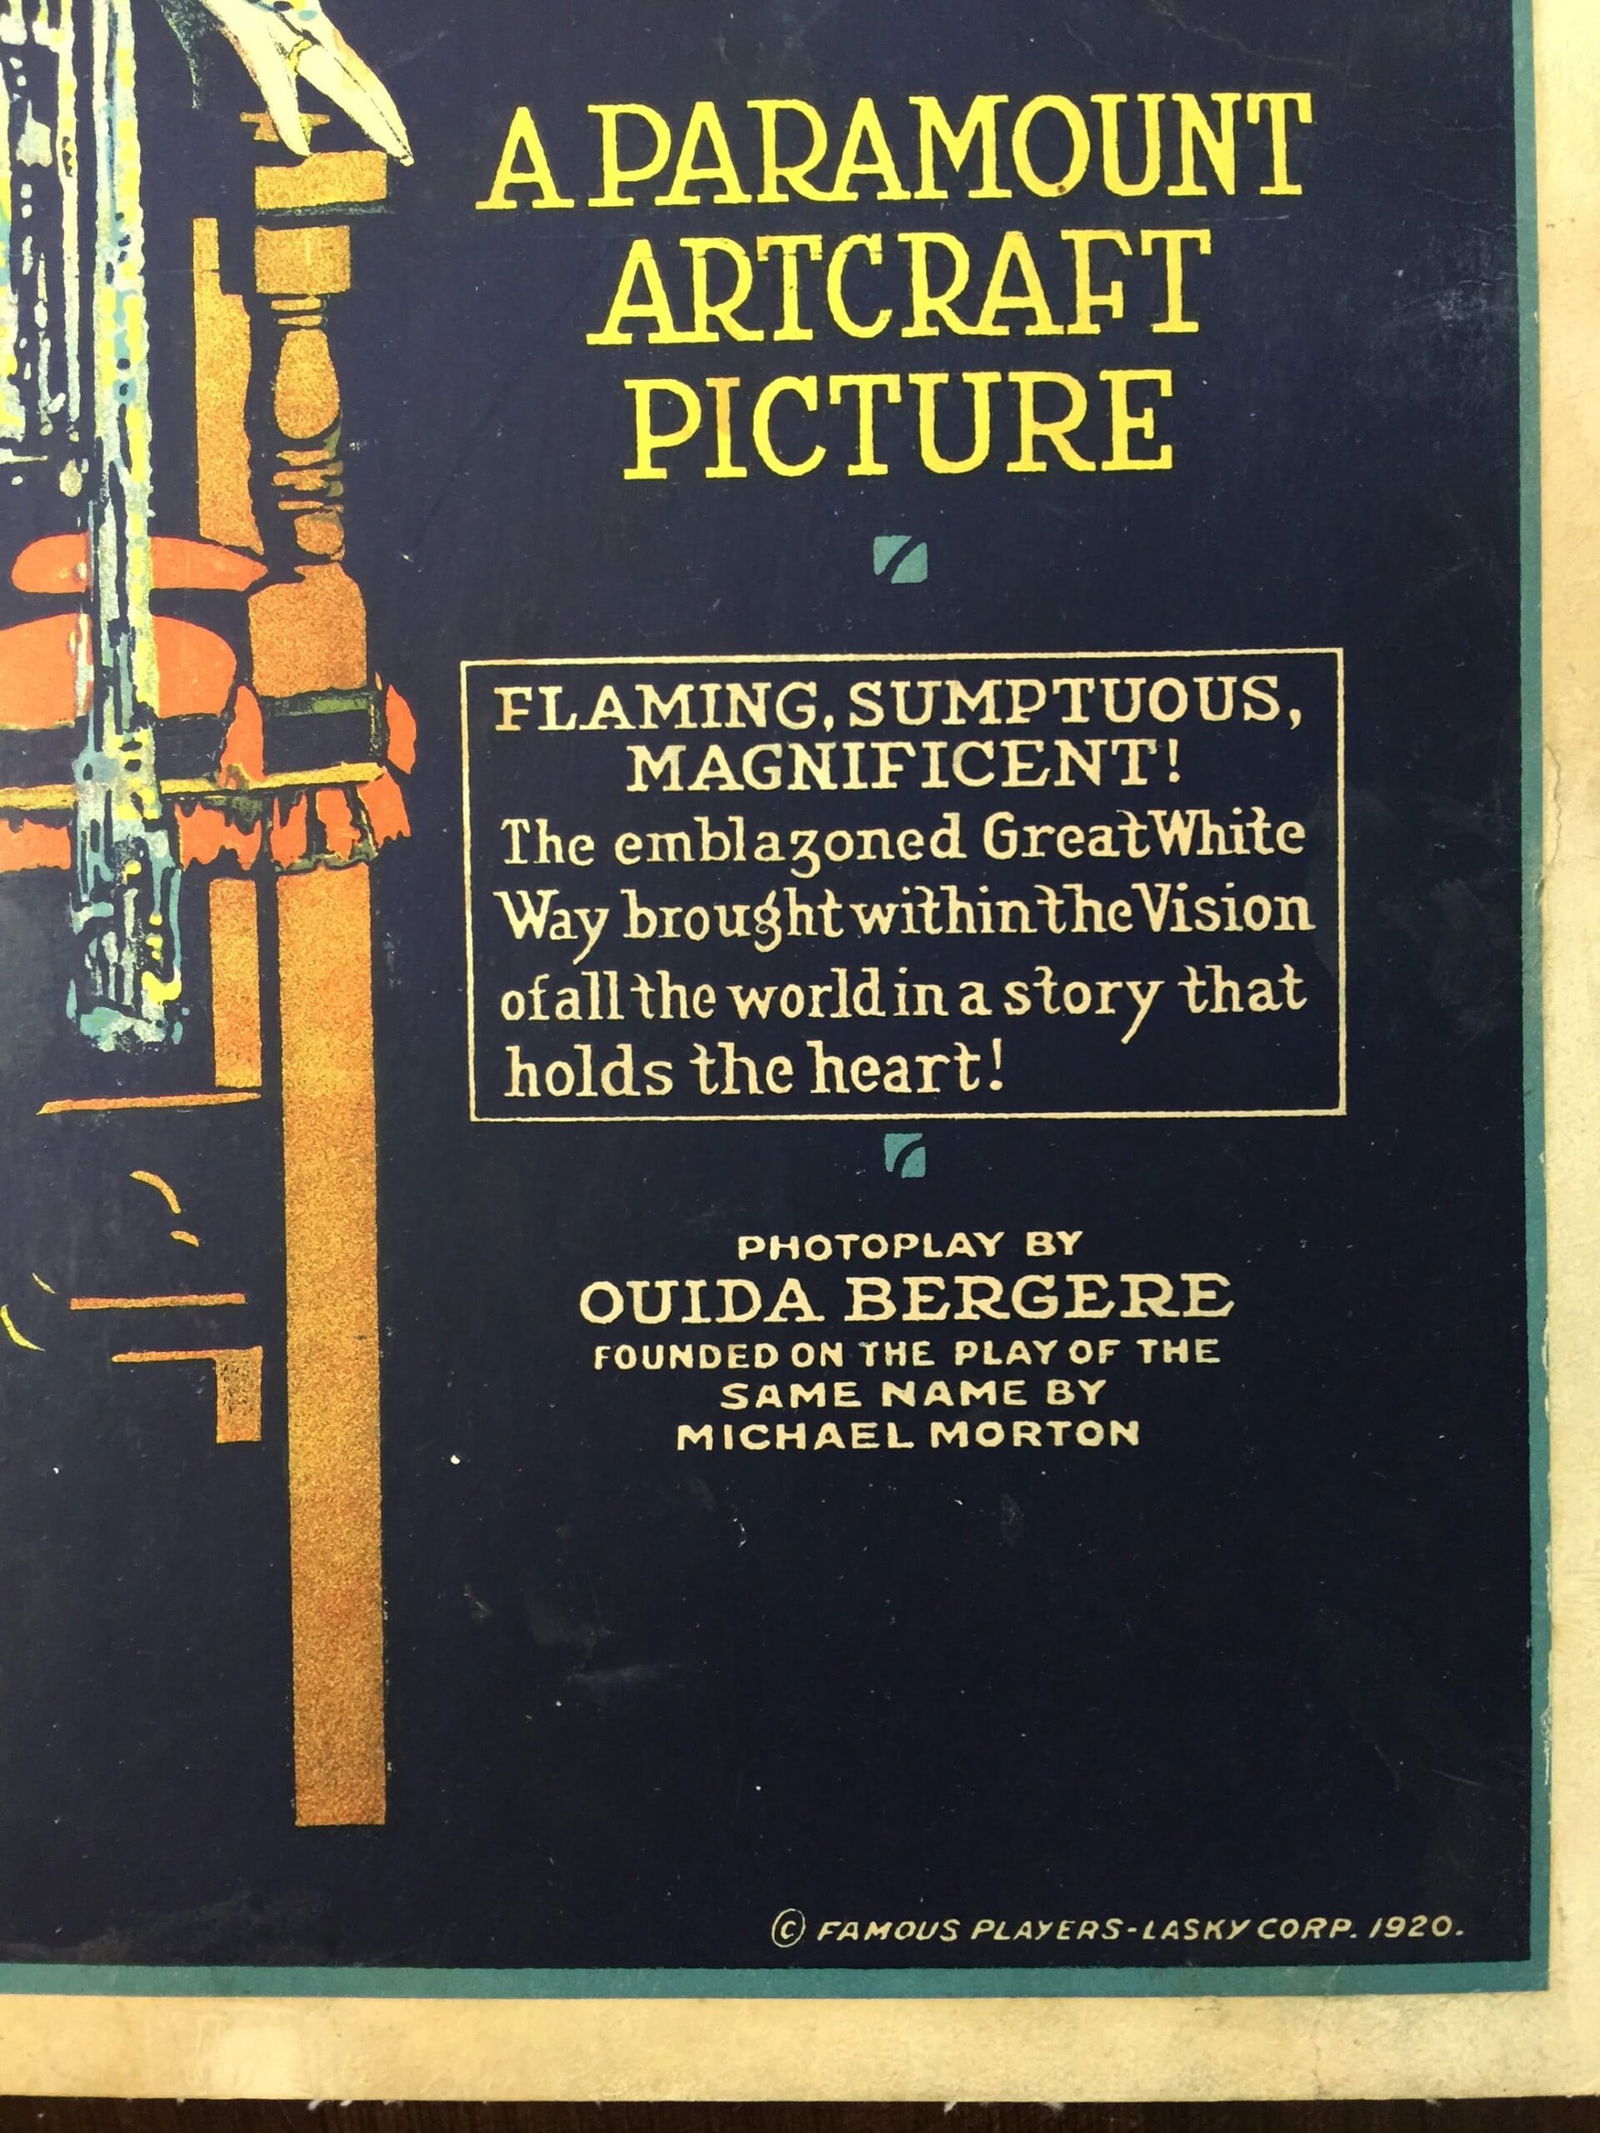 A PARAMOUNT
ARTCRAFT
PICTURE
FLAMING, SUMPTUOUS,
MAGNIFICENT!
The emblazoned Great White
Way brought within the Vision
of all the world in a story that
holds the heart!
PHOTOPLAY BY
OUIDA BERGERE
FOUNDED ON THE PLAY OF THE
SAME NAME BY
MICHAEL MORTON
© FAMOUS PLAYERS-LASKY CORP. 1920.